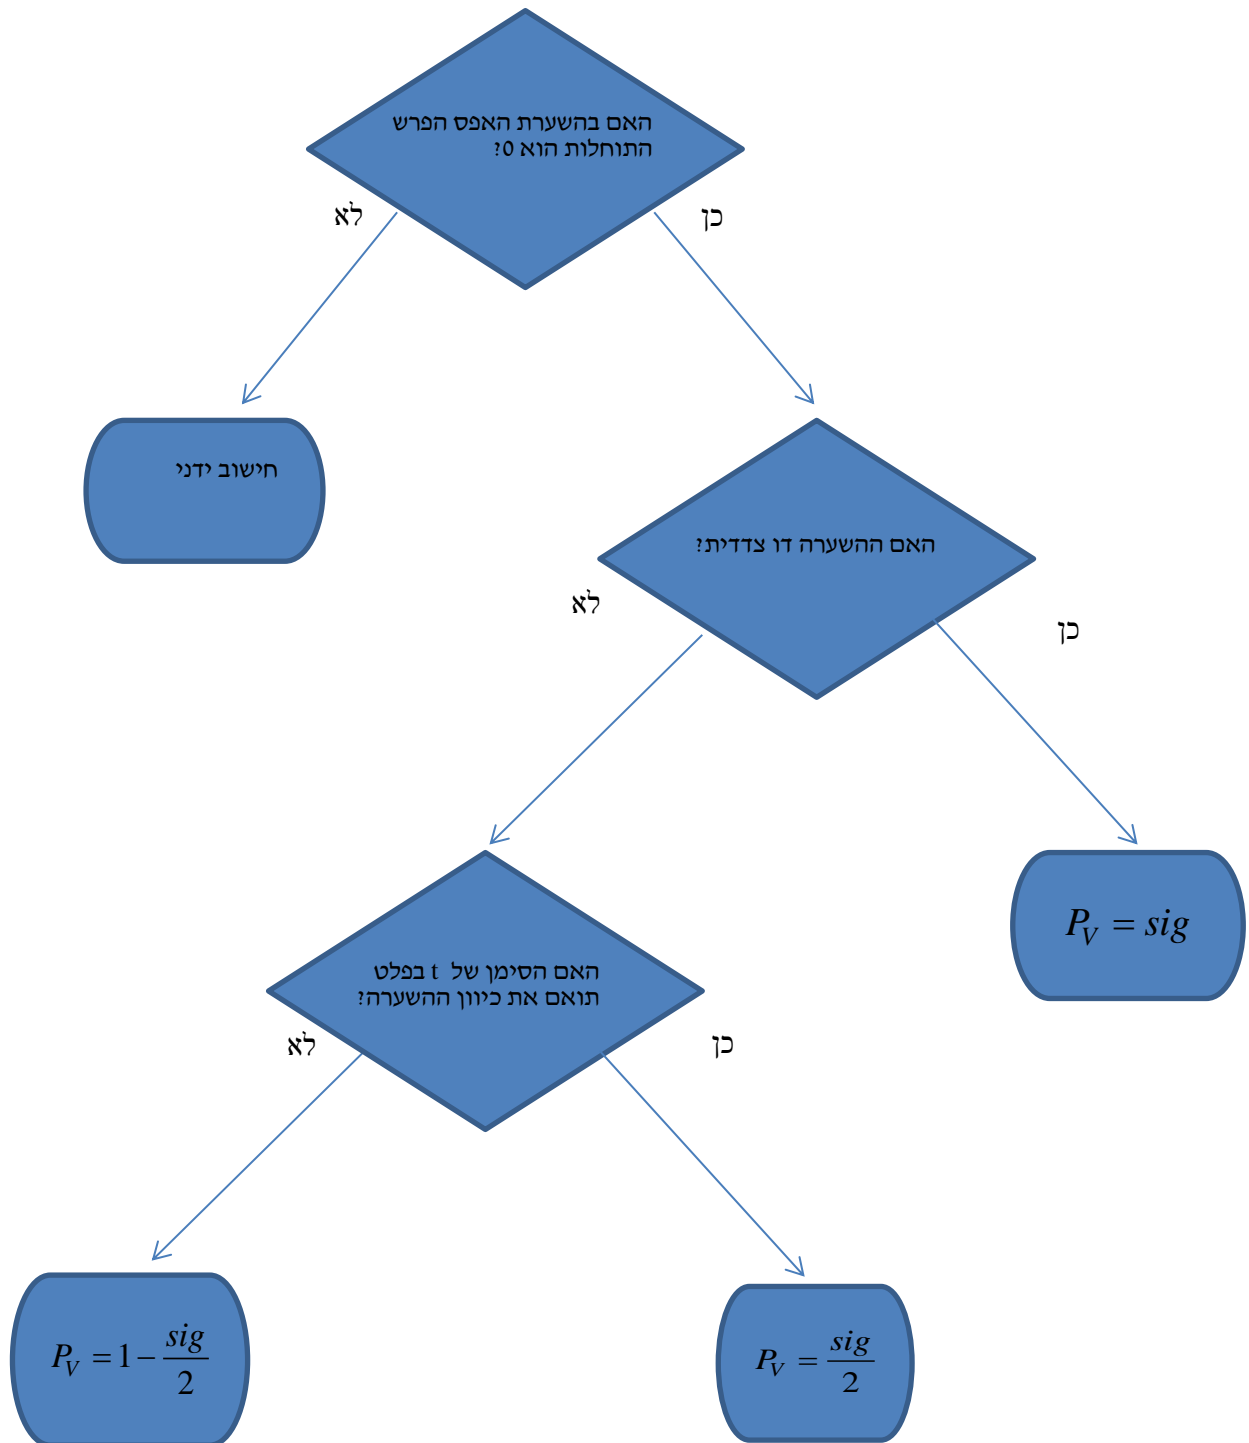 האם בהשערת האפס הפרש
התוחלות הוא 0?
לא
כן
חישוב ידני
האם ההשערה דו צדדית?
לא
כן
P_V = sig
האם הסימן של t בפלט
תואם את כיוון ההשערה?
לא
כן
P_V = 1 - sig/2
P_V = sig/2